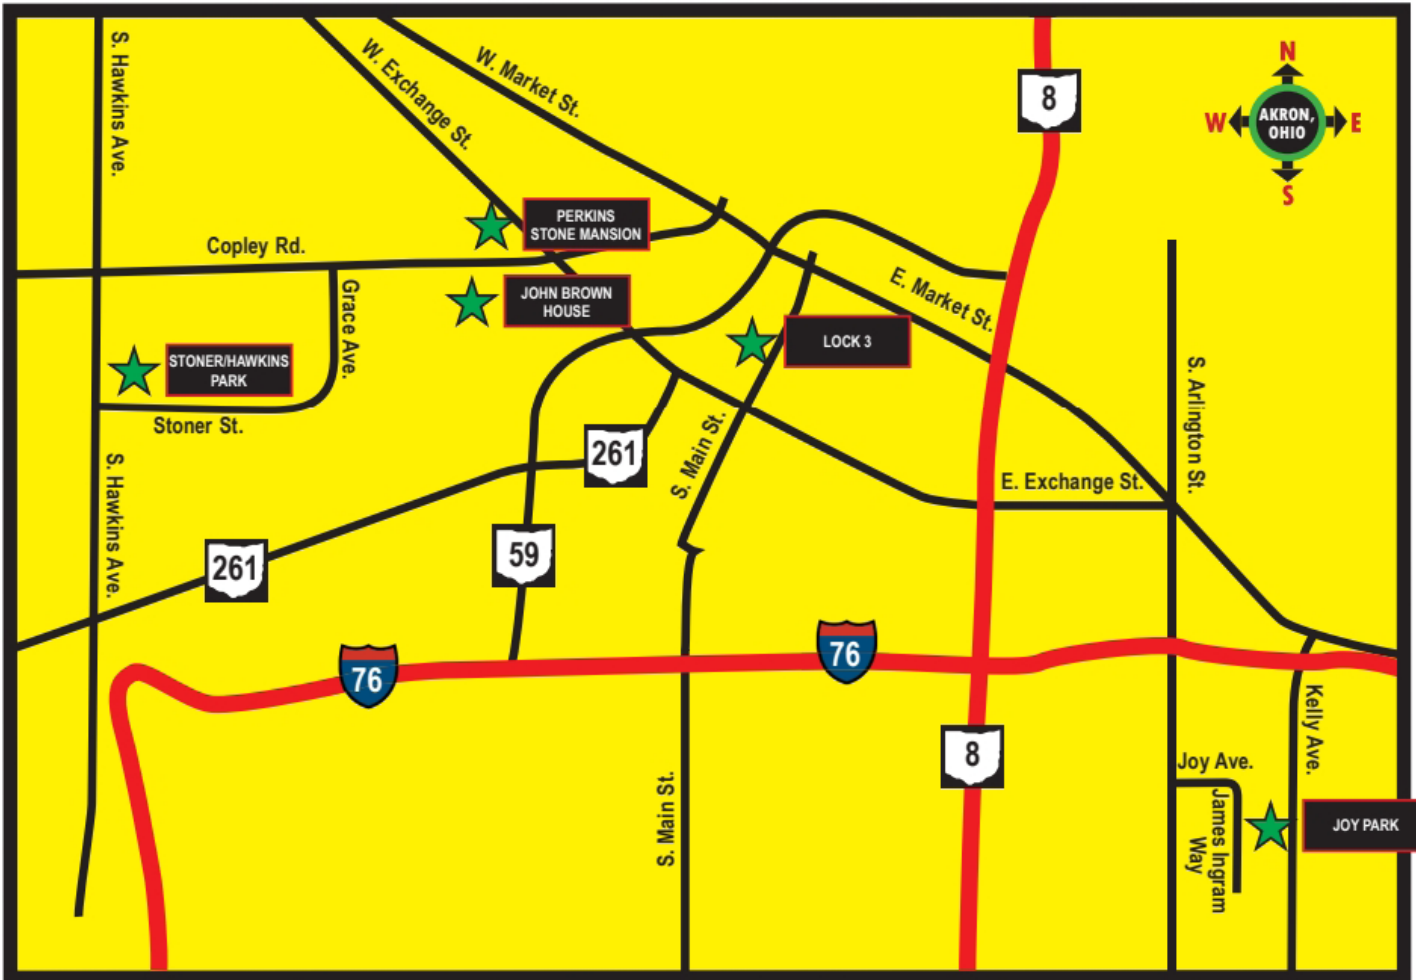 S. Hawkins Ave.
W. Exchange St.
W. Market St.
8
N
W
AKRON,
OHIO
E
S
PERKINS
STONE MANSION
Copley Rd.
JOHN BROWN
HOUSE
Grace Ave.
E. Market St.
LOCK 3
STONER/HAWKINS
PARK
Stoner St.
S. Arlington St.
S. Main St.
261
E. Exchange St.
S. Hawkins Ave.
59
261
76
76
8
Kelly Ave.
Joy Ave.
S. Main St.
James Ingram
Way
JOY PARK